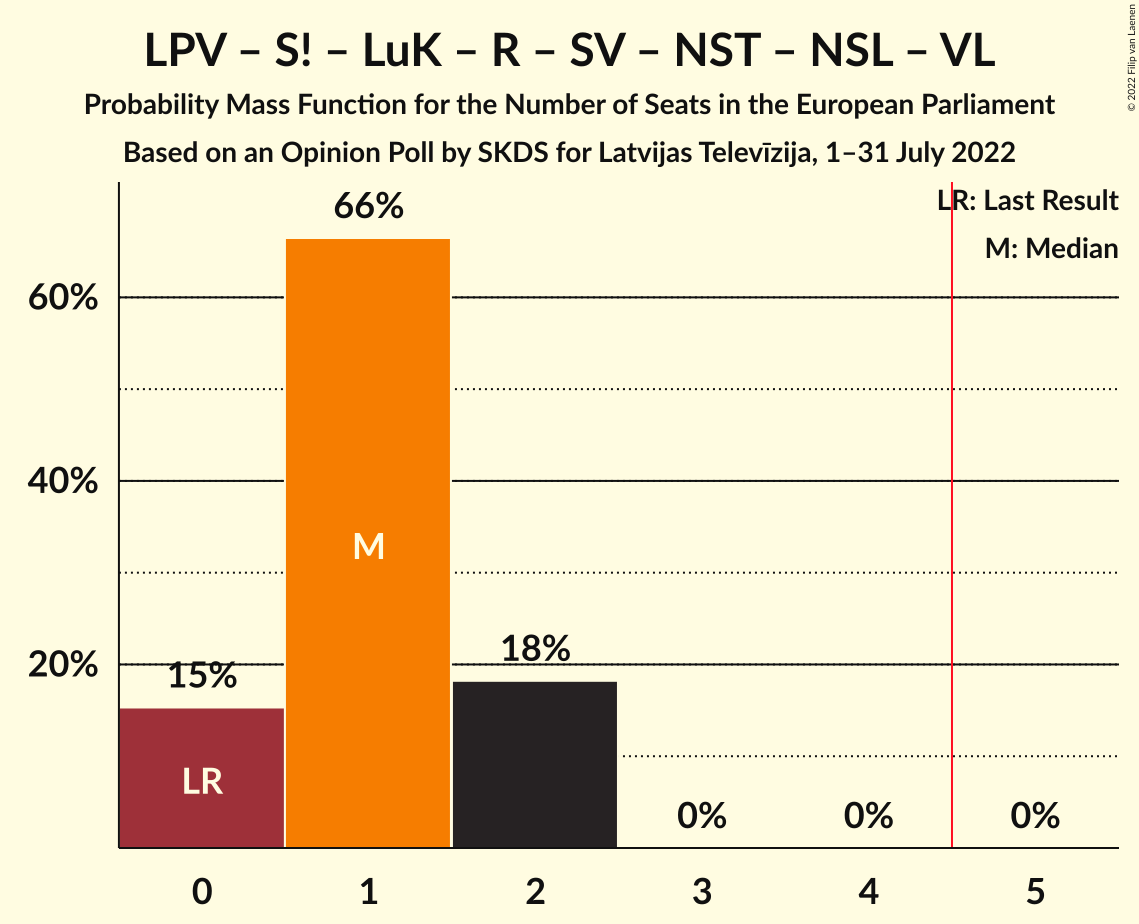 LPV – S! – LuK – R – SV – NST – NSL – VL
Probability Mass Function for the Number of Seats in the European Parliament
Based on an Opinion Poll by SKDS for Latvijas Televīzija, 1–31 July 2022
© 2022 Filip van Laenen
LR: Last Result
M: Median
66%
60%
M
40%
18%
20%
15%
LR
0%
0%
0%
0
1
2
3
4
5